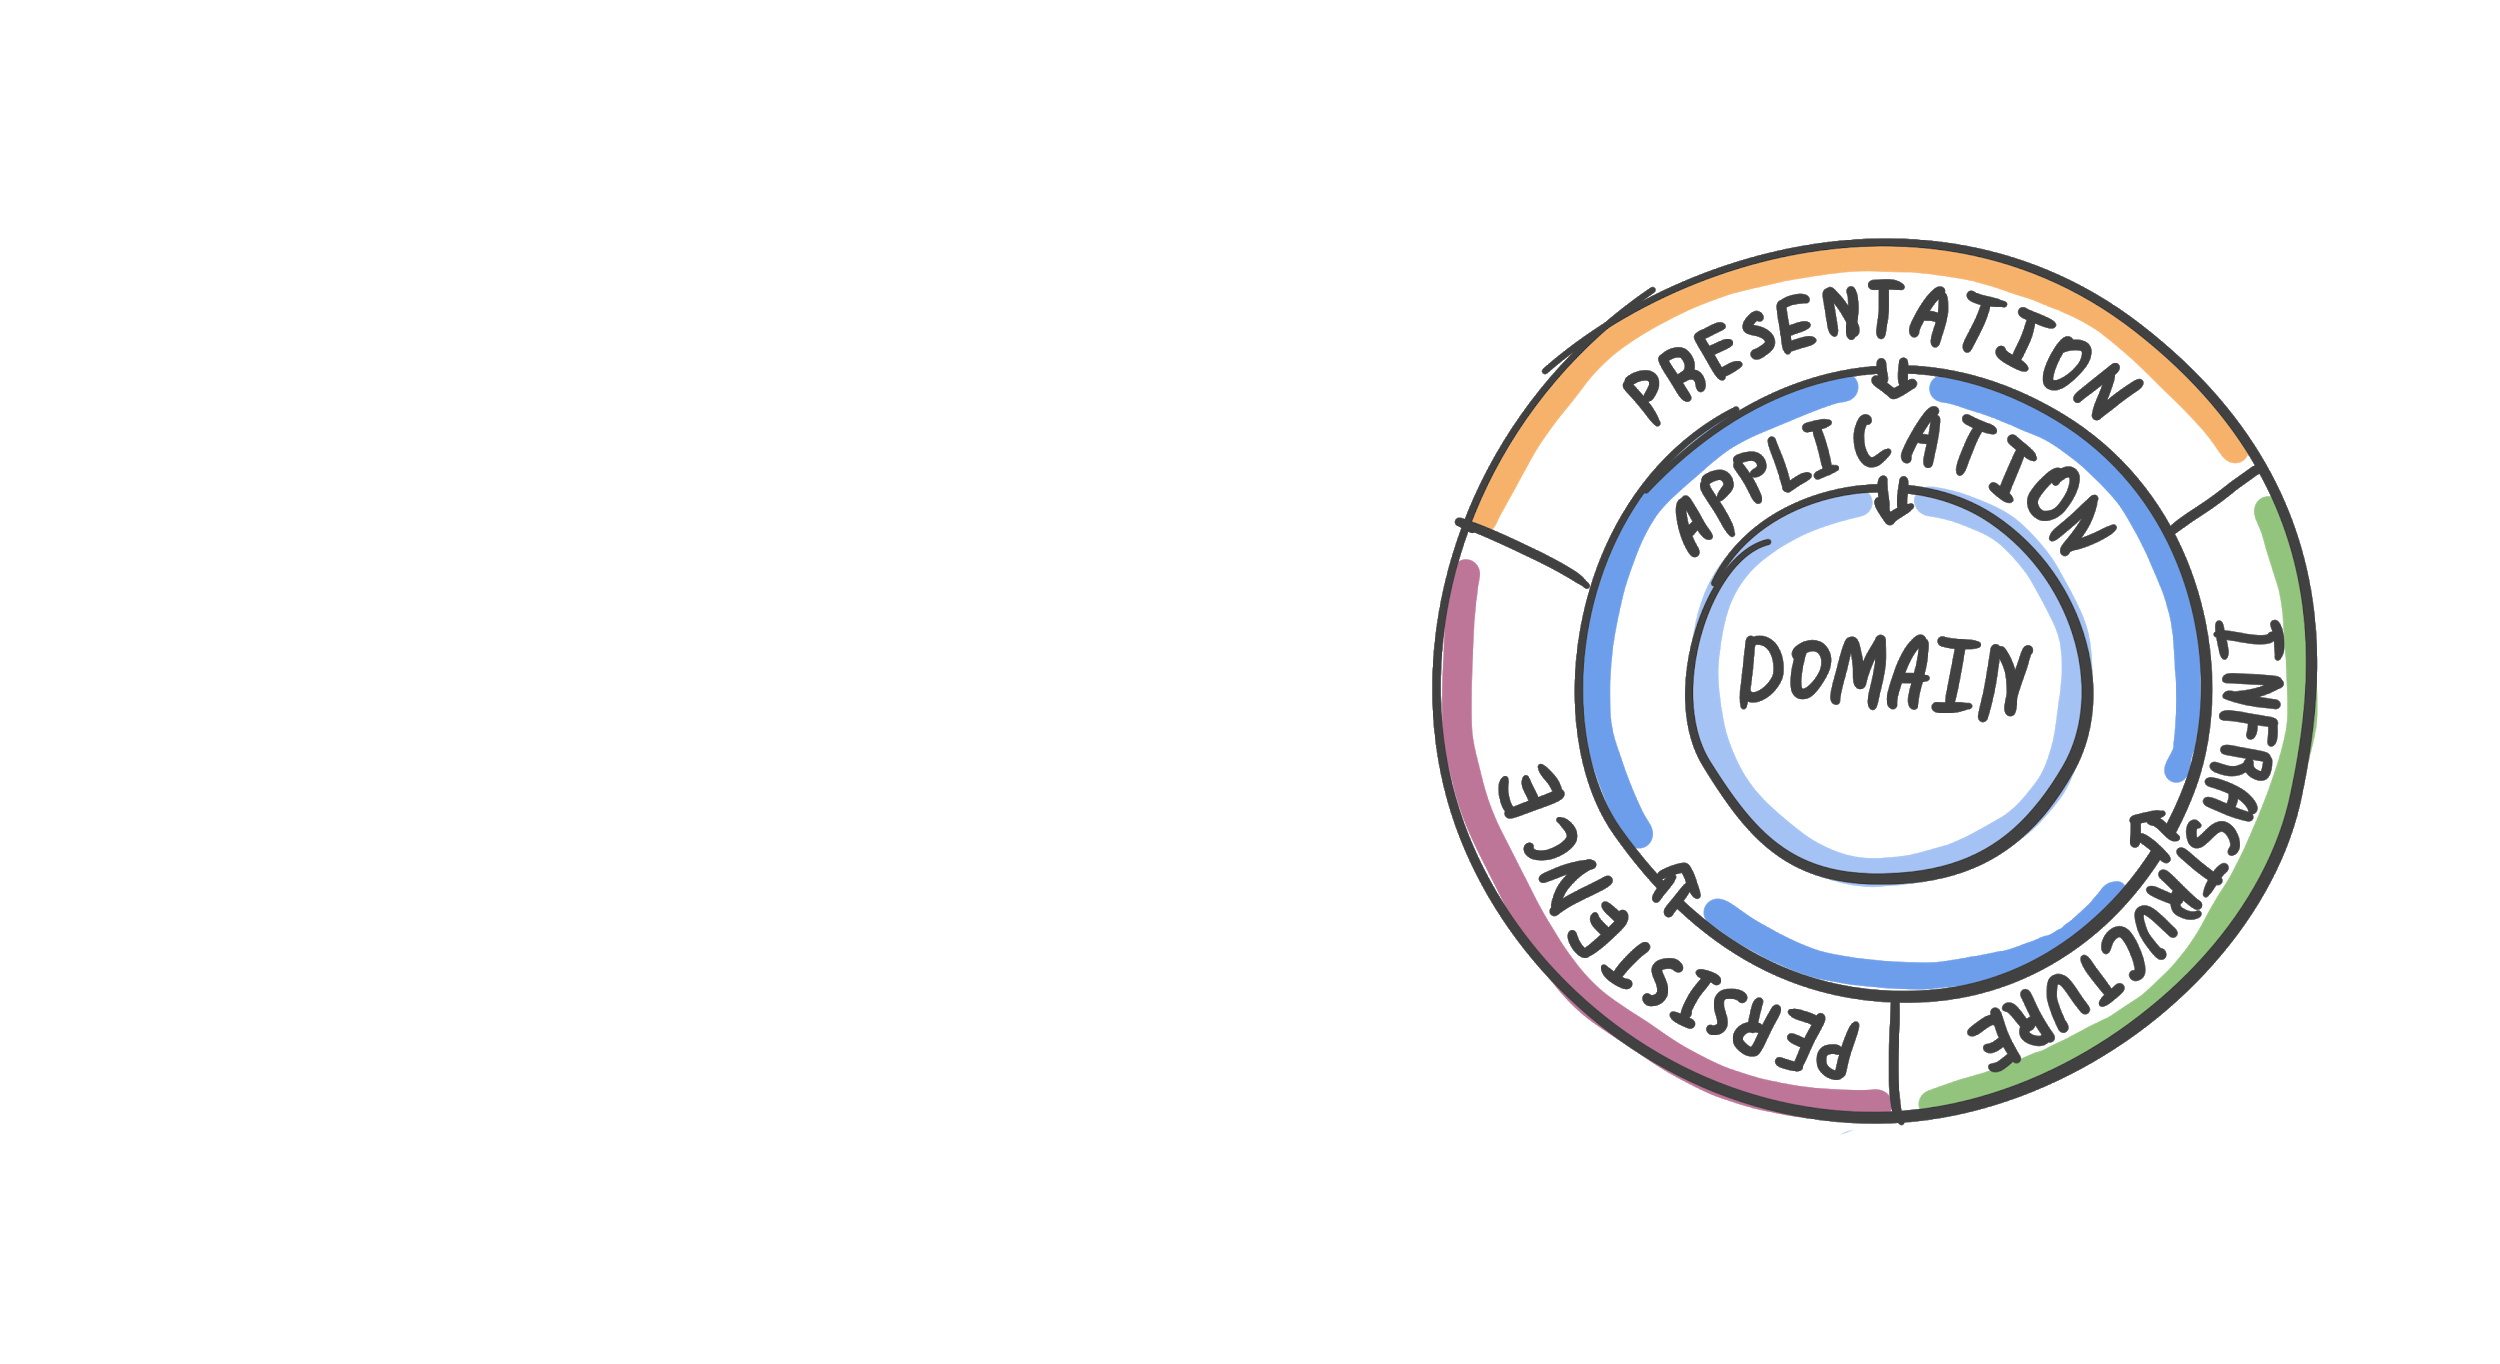 PRESENTATION
APPLICATION
DOMAIN
INFRASTRUCTURE
PERSISTENCE